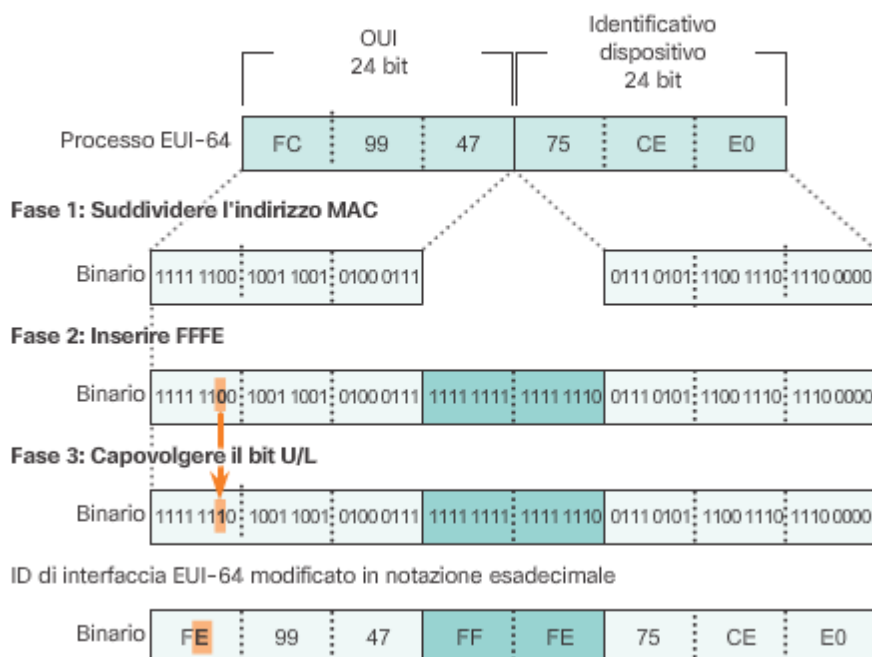 OUI
24 bit
Identificativo
dispositivo
24 bit
Processo EUI-64 FC 99 47 75 CE E0
Fase 1: Suddividere l'indirizzo MAC
Binario 1111 1100 1001 1001 0100 0111 0111 0101 1100 1110 1110 0000
Fase 2: Inserire FFFE
Binario 1111 1100 1001 1001 0100 0111 1111 1111 1111 1110 0111 0101 1100 1110 1110 0000
Fase 3: Capovolgere il bit U/L
Binario 1111 1110 1001 1001 0100 0111 1111 1111 1111 1110 0111 0101 1100 1110 1110 0000
ID di interfaccia EUI-64 modificato in notazione esadecimale
Binario FE 99 47 FF FE 75 CE E0